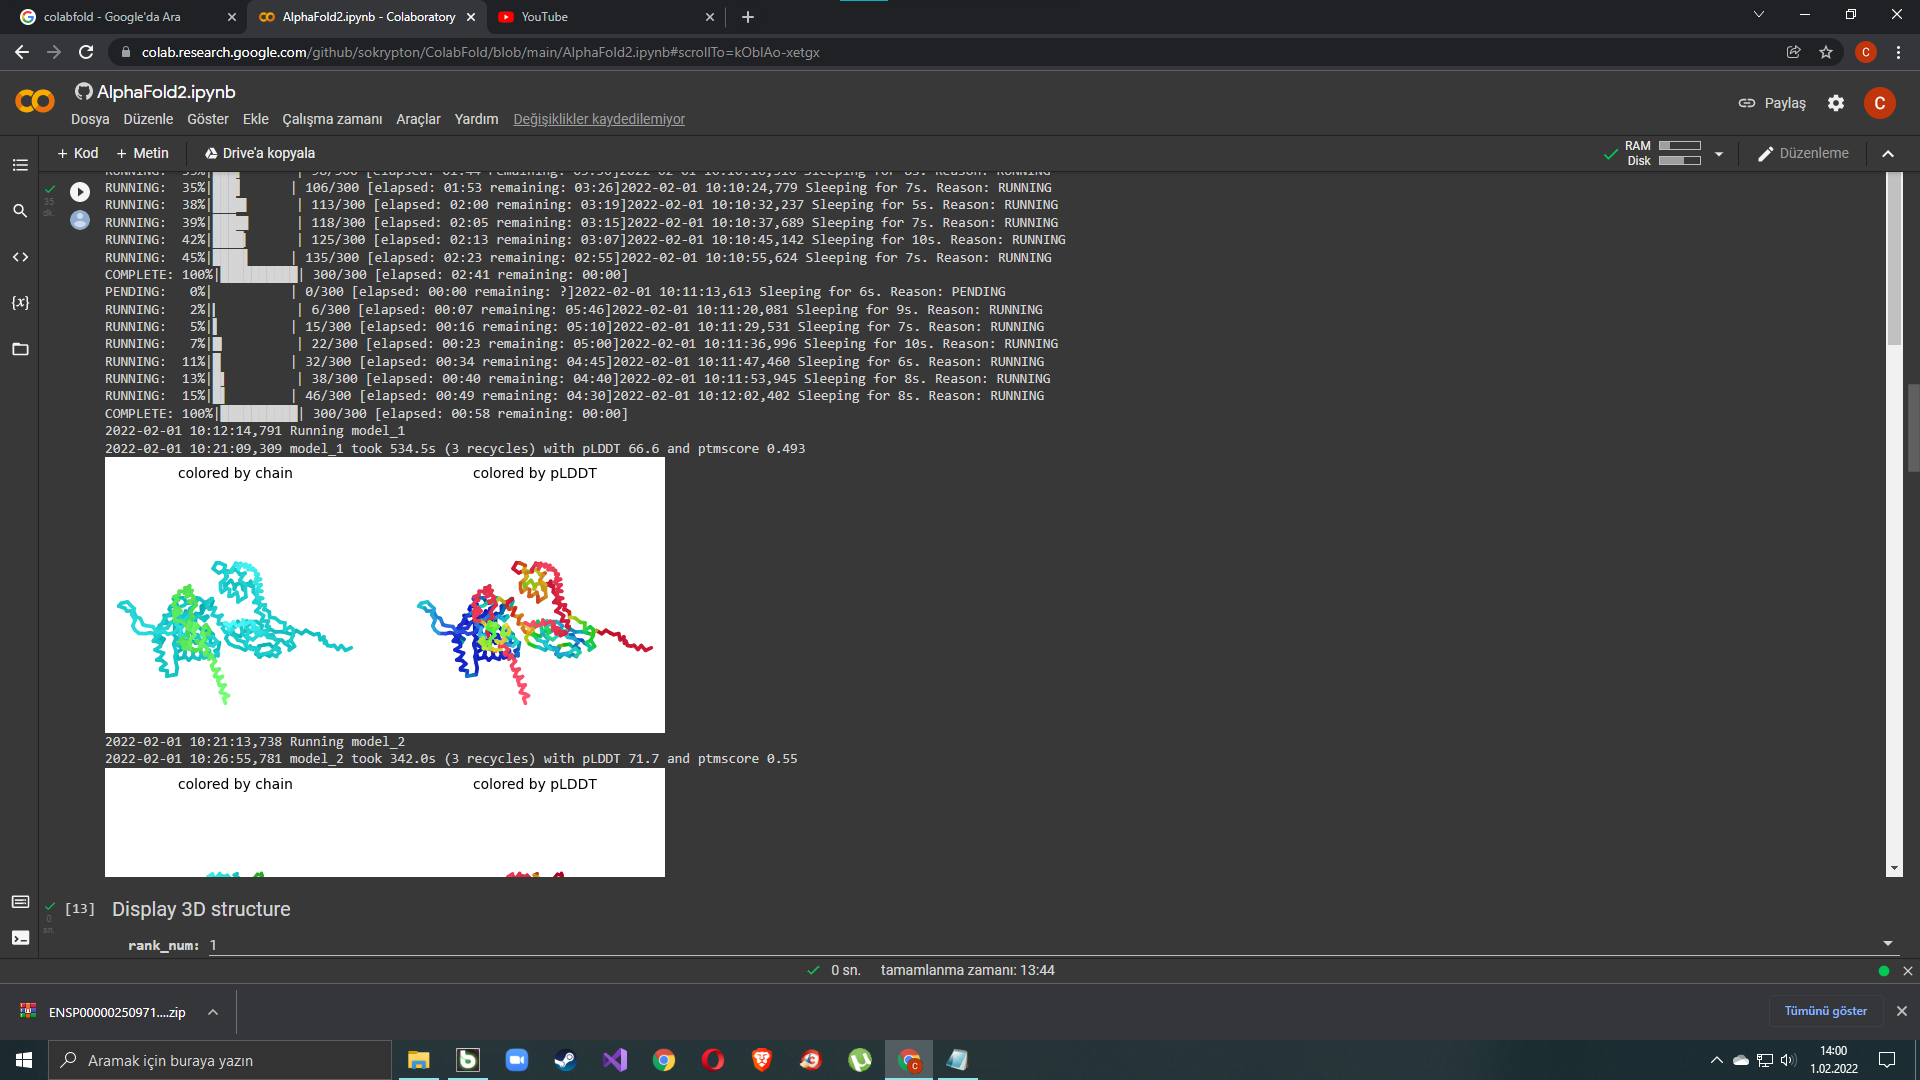 colabfold - Google'da Ara
AlphaFold2.ipynb - Colaboratory
YouTube
colab.research.google.com/github/sokrypton/ColabFold/blob/main/AlphaFold2.ipynb#scrollTo=kOblAo-xetgx
C
AlphaFold2.ipynb
Dosya Düzenle Göster Ekle Çalışma zamanı Araçlar Yardım Değişiklikler kaydedilemiyor
Paylaş
C
+ Kod + Metin Drive'a kopyala
RAM
Disk
Düzenleme
35
dk.
RUNNING: 35%| | 106/300 [elapsed: 01:53 remaining: 03:26]2022-02-01 10:10:24,779 Sleeping for 7s. Reason: RUNNING
RUNNING: 38%| | 113/300 [elapsed: 02:00 remaining: 03:19]2022-02-01 10:10:32,237 Sleeping for 5s. Reason: RUNNING
RUNNING: 39%| | 118/300 [elapsed: 02:05 remaining: 03:15]2022-02-01 10:10:37,689 Sleeping for 7s. Reason: RUNNING
RUNNING: 42%| | 125/300 [elapsed: 02:13 remaining: 03:07]2022-02-01 10:10:45,142 Sleeping for 10s. Reason: RUNNING
RUNNING: 45%| | 135/300 [elapsed: 02:23 remaining: 02:55]2022-02-01 10:10:55,624 Sleeping for 7s. Reason: RUNNING
COMPLETE: 100%| | 300/300 [elapsed: 02:41 remaining: 00:00]
PENDING: 0%| | 0/300 [elapsed: 00:00 remaining: ?]2022-02-01 10:11:13,613 Sleeping for 6s. Reason: PENDING
RUNNING: 2%| | 6/300 [elapsed: 00:07 remaining: 05:46]2022-02-01 10:11:20,081 Sleeping for 9s. Reason: RUNNING
RUNNING: 5%| | 15/300 [elapsed: 00:16 remaining: 05:10]2022-02-01 10:11:29,531 Sleeping for 7s. Reason: RUNNING
RUNNING: 7%| | 22/300 [elapsed: 00:23 remaining: 05:00]2022-02-01 10:11:36,996 Sleeping for 10s. Reason: RUNNING
RUNNING: 11%| | 32/300 [elapsed: 00:34 remaining: 04:45]2022-02-01 10:11:47,460 Sleeping for 6s. Reason: RUNNING
RUNNING: 13%| | 38/300 [elapsed: 00:40 remaining: 04:40]2022-02-01 10:11:53,945 Sleeping for 8s. Reason: RUNNING
RUNNING: 15%| | 46/300 [elapsed: 00:49 remaining: 04:30]2022-02-01 10:12:02,402 Sleeping for 8s. Reason: RUNNING
COMPLETE: 100%| | 300/300 [elapsed: 00:58 remaining: 00:00]
2022-02-01 10:12:14,791 Running model_1
2022-02-01 10:21:09,309 model_1 took 534.5s (3 recycles) with pLDDT 66.6 and ptmscore 0.493
colored by chain colored by pLDDT
2022-02-01 10:21:13,738 Running model_2
2022-02-01 10:26:55,781 model_2 took 342.0s (3 recycles) with pLDDT 71.7 and ptmscore 0.55
colored by chain colored by pLDDT
0
sn.
[13] Display 3D structure
rank_num: 1
0 sn. tamamlanma zamanı: 13:44
ENSP00000250971....zip
Tümünü göster
Aramak için buraya yazın
14:00
1.02.2022